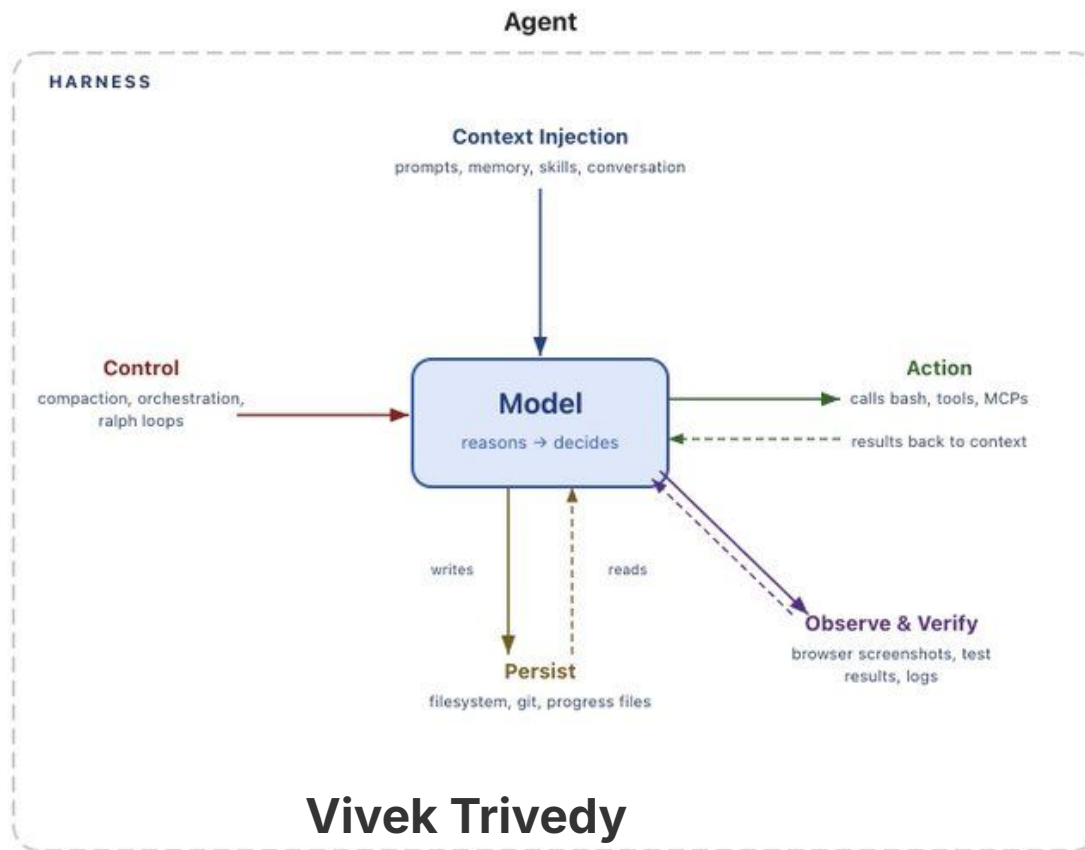 Agent
HARNESS
Context Injection
prompts, memory, skills, conversation
Control
compaction, orchestration,
ralph loops
Model
reasons → decides
Action
calls bash, tools, MCPs
results back to context
writes
reads
Observe & Verify
browser screenshots, test
results, logs
Persist
filesystem, git, progress files
Vivek Trivedy